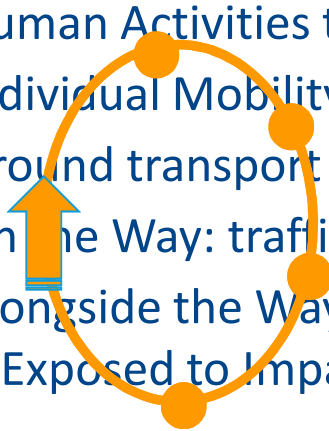 uman Activities t
dividual Mobility
round transport
n the Way: traffi
ongside the Way
Exposed to Impa